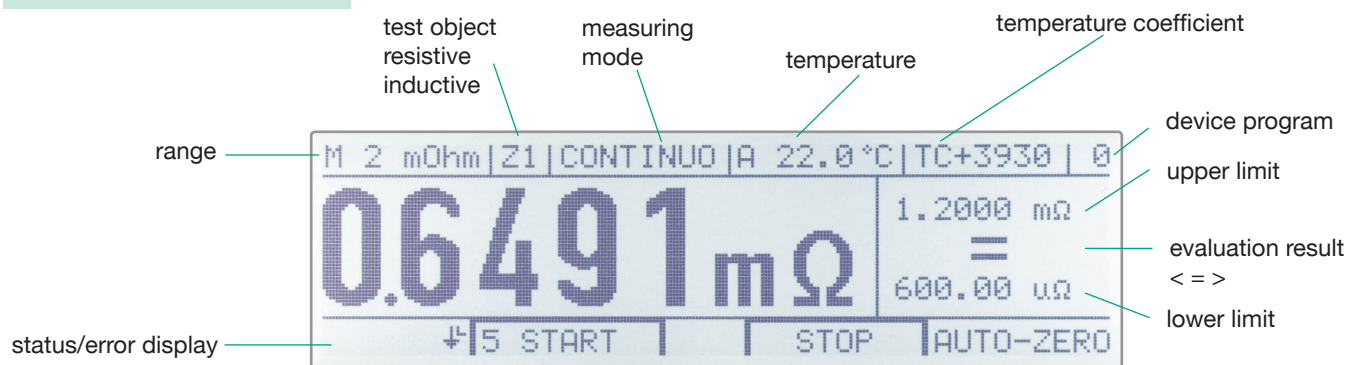 test object
resistive
inductive
measuring
mode
temperature
temperature coefficient
device program
range
upper limit
evaluation result
< = >
lower limit
status/error display
M 2 mOhm|Z1|CONTINUO|A 22.0°C|TC+3930 | 0
0.6491 mΩ
1.2000 mΩ
=
600.00 uΩ
5 START STOP AUTO-ZERO